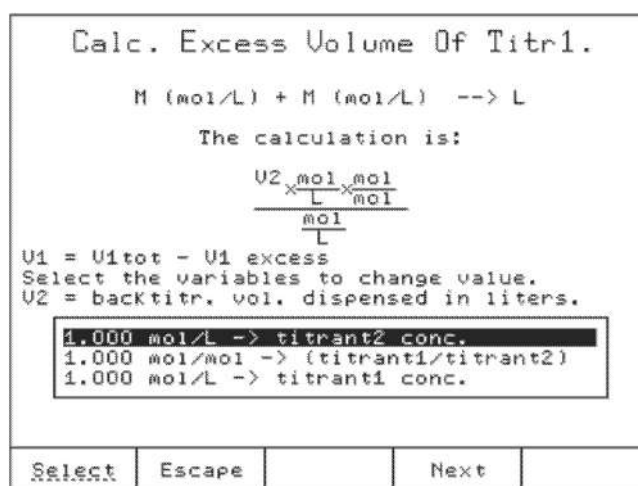 Calc. Excess Volume Of Titr1.
M (mol/L) + M (mol/L) --> L
The calculation is:
V2 x mol/L x mol/mol
mol/L
V1 = V1tot - V1 excess
Select the variables to change value.
V2 = backtitr. vol. dispensed in liters.
1.000 mol/L -> titrant2 conc.
1.000 mol/mol -> (titrant1/titrant2)
1.000 mol/L -> titrant1 conc.
Select Escape Next